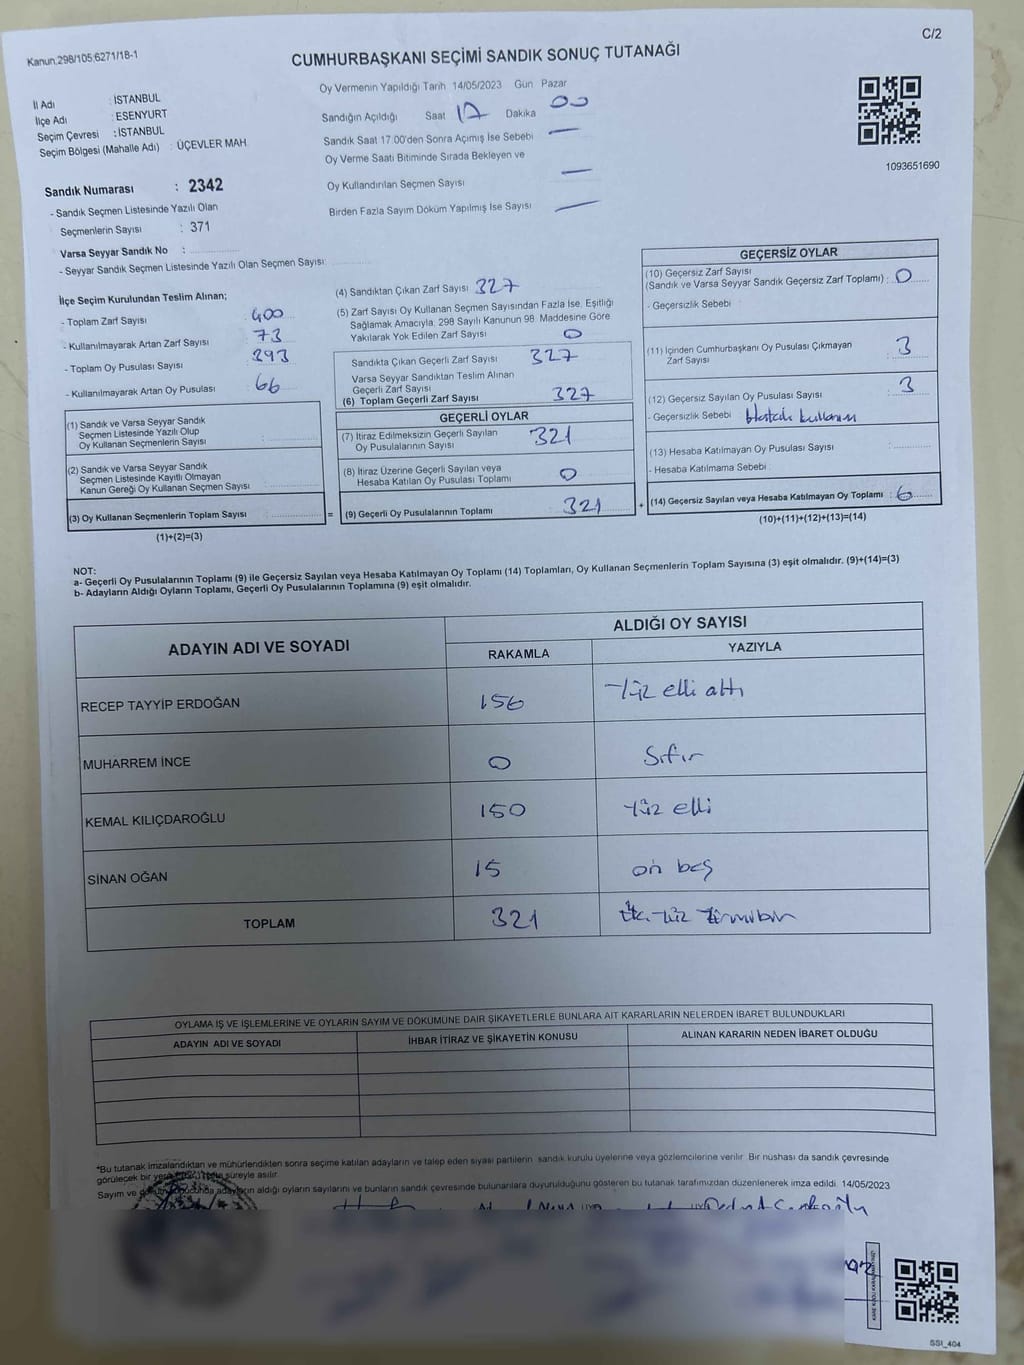 Kanun;298/105;6271/18-1
C/2
CUMHURBAŞKANI SEÇİMİ SANDIK SONUÇ TUTANAĞI
İl Adı : İSTANBUL
İlçe Adı : ESENYURT
Seçim Çevresi : İSTANBUL
Seçim Bölgesi (Mahalle Adı) : ÜÇEVLER MAH.
Oy Vermenin Yapıldığı Tarih 14/05/2023 Gün Pazar
Sandığın Açıldığı Saat 17 Dakika 00
Sandık Saat 17:00'den Sonra Açımış İse Sebebi —
Oy Verme Saati Bitiminde Sırada Bekleyen ve
Oy Kullandırılan Seçmen Sayısı —
Birden Fazla Sayım Döküm Yapılmış İse Sayısı —
1093651690
Sandık Numarası : 2342
- Sandık Seçmen Listesinde Yazılı Olan
Seçmenlerin Sayısı : 371
Varsa Seyyar Sandık No :
- Seyyar Sandık Seçmen Listesinde Yazılı Olan Seçmen Sayısı:
İlçe Seçim Kurulundan Teslim Alınan;
- Toplam Zarf Sayısı 400
- Kullanılmayarak Artan Zarf Sayısı 73
- Toplam Oy Pusulası Sayısı 393
- Kullanılmayarak Artan Oy Pusulası 66
(1) Sandık ve Varsa Seyyar Sandık
Seçmen Listesinde Yazılı Olup
Oy Kullanan Seçmenlerin Sayısı :
(2) Sandık ve Varsa Seyyar Sandık
Seçmen Listesinde Kayıtlı Olmayan
Kanun Gereği Oy Kullanan Seçmen Sayısı :
(3) Oy Kullanan Seçmenlerin Toplam Sayısı :
(1)+(2)=(3)
=
(4) Sandıktan Çıkan Zarf Sayısı 327
(5) Zarf Sayısı Oy Kullanan Seçmen Sayısından Fazla İse, Eşitliği
Sağlamak Amacıyla, 298 Sayılı Kanunun 98. Maddesine Göre
Yakılarak Yok Edilen Zarf Sayısı 0
Sandıkta Çıkan Geçerli Zarf Sayısı 327
Varsa Seyyar Sandıktan Teslim Alınan
Geçerli Zarf Sayısı
(6) Toplam Geçerli Zarf Sayısı 327
GEÇERLİ OYLAR
(7) İtiraz Edilmeksizin Geçerli Sayılan
Oy Pusulalarının Sayısı 321
(8) İtiraz Üzerine Geçerli Sayılan veya
Hesaba Katılan Oy Pusulası Toplamı 0
(9) Geçerli Oy Pusulalarının Toplamı 321
+
GEÇERSİZ OYLAR
(10) Geçersiz Zarf Sayısı
(Sandık ve Varsa Seyyar Sandık Geçersiz Zarf Toplamı) : 0
- Geçersizlik Sebebi
(11) İçinden Cumhurbaşkanı Oy Pusulası Çıkmayan
Zarf Sayısı : 3
(12) Geçersiz Sayılan Oy Pusulası Sayısı : 3
- Geçersizlik Sebebi Hatalı kullanım
(13) Hesaba Katılmayan Oy Pusulası Sayısı :
- Hesaba Katılmama Sebebi
(14) Geçersiz Sayılan veya Hesaba Katılmayan Oy Toplamı : 6
(10)+(11)+(12)+(13)=(14)
NOT:
a- Geçerli Oy Pusulalarının Toplamı (9) ile Geçersiz Sayılan veya Hesaba Katılmayan Oy Toplamı (14) Toplamları, Oy Kullanan Seçmenlerin Toplam Sayısına (3) eşit olmalıdır. (9)+(14)=(3)
b- Adayların Aldığı Oyların Toplamı, Geçerli Oy Pusulalarının Toplamına (9) eşit olmalıdır.
ADAYIN ADI VE SOYADI
ALDIĞI OY SAYISI
RAKAMLA YAZIYLA
RECEP TAYYİP ERDOĞAN 156 Yüz elli altı
MUHARREM İNCE 0 Sıfır
KEMAL KILIÇDAROĞLU 150 Yüz elli
SİNAN OĞAN 15 on beş
TOPLAM 321
OYLAMA İŞ VE İŞLEMLERİNE VE OYLARIN SAYIM VE DÖKÜMÜNE DAİR ŞİKAYETLERLE BUNLARA AİT KARARLARIN NELERDEN İBARET BULUNDUKLARI
ADAYIN ADI VE SOYADI İHBAR İTİRAZ VE ŞİKAYETİN KONUSU ALINAN KARARIN NEDEN İBARET OLDUĞU
*Bu tutanak imzalandıktan ve mühürlendikten sonra seçime katılan adayların ve talep eden siyasi partilerin sandık kurulu üyelerine veya gözlemcilerine verilir. Bir nüshası da sandık çevresinde
görülecek bir yere süreyle asılır.
Sayım ve adayların aldığı oyların sayılarını ve bunların sandık çevresinde bulunanlara duyurulduğunu gösteren bu tutanak tarafımızdan düzenlenerek imza edildi. 14/05/2023
SSI_404